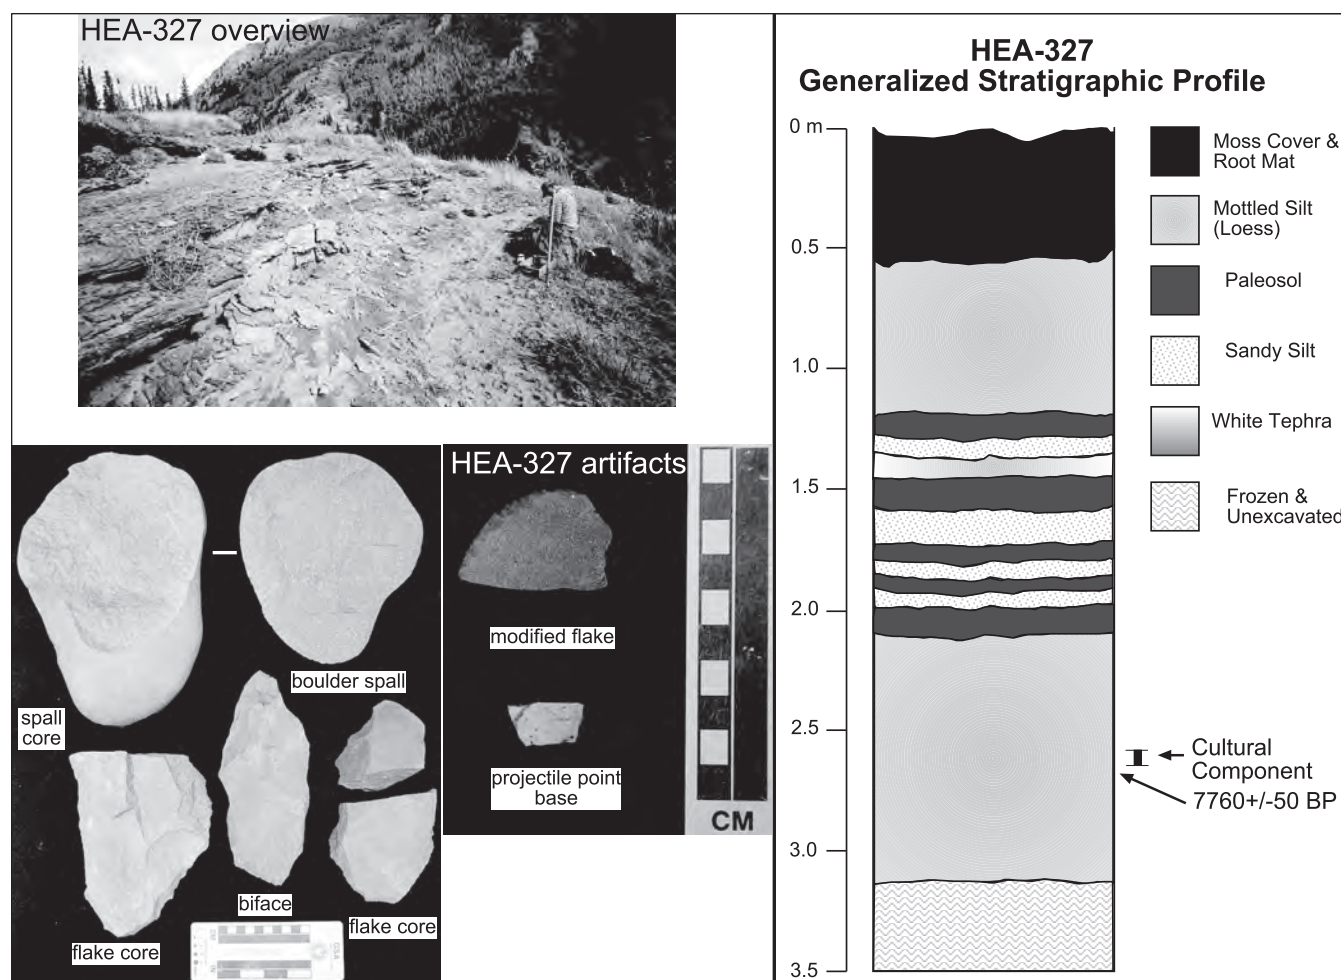 HEA-327 overview
HEA-327 artifacts
modified flake
boulder spall
spall
core
projectile point
base
CM
biface
flake core
flake core
HEA-327
Generalized Stratigraphic Profile
0 m
0.5
1.0
1.5
2.0
2.5
3.0
3.5
Moss Cover &
Root Mat
Mottled Silt
(Loess)
Paleosol
Sandy Silt
White Tephra
Frozen &
Unexcavated
Cultural
Component
7760+/-50 BP